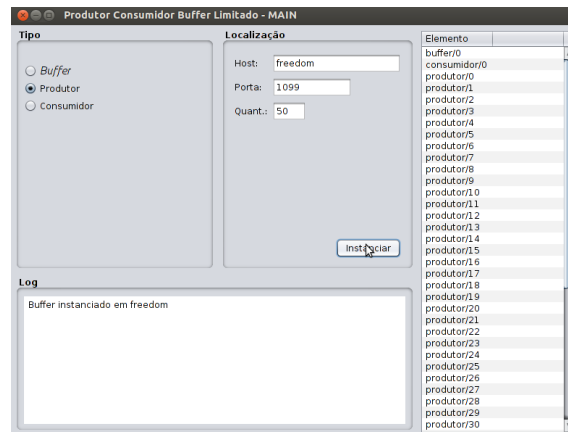 Produtor Consumidor Buffer Limitado - MAIN
Tipo
Buffer
Produtor
Consumidor
Localização
Host: freedom
Porta: 1099
Quant.: 50
Instanciar
Log
Buffer instanciado em freedom
Elemento
buffer/0
consumidor/0
produtor/0
produtor/1
produtor/2
produtor/3
produtor/4
produtor/5
produtor/6
produtor/7
produtor/8
produtor/9
produtor/10
produtor/11
produtor/12
produtor/13
produtor/14
produtor/15
produtor/16
produtor/17
produtor/18
produtor/19
produtor/20
produtor/21
produtor/22
produtor/23
produtor/24
produtor/25
produtor/26
produtor/27
produtor/28
produtor/29
produtor/30